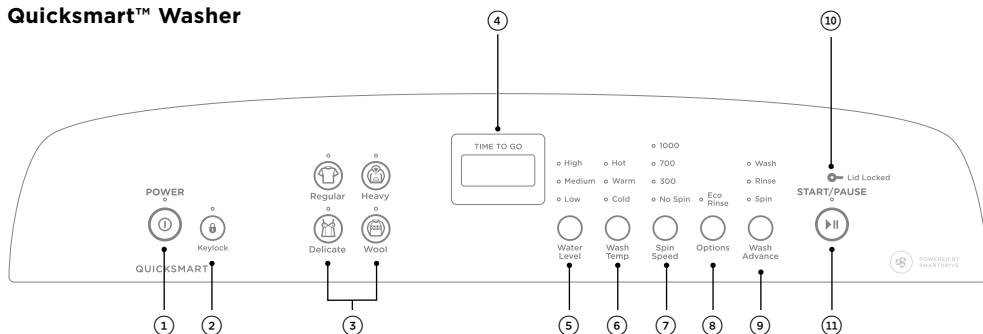 Quicksmart™ Washer
4
10
TIME TO GO
1000
High
Hot
700
Wash
Medium
Warm
300
Rinse
Lid Locked
Low
Cold
No Spin
Eco
Rinse
Spin
POWER
START/PAUSE
Regular
Heavy
Keylock
Delicate
Wool
Water
Level
Wash
Temp
Spin
Speed
Options
Wash
Advance
QUICKSMART
POWERED BY
SMARTDRIVE
1
2
3
5
6
7
8
9
11